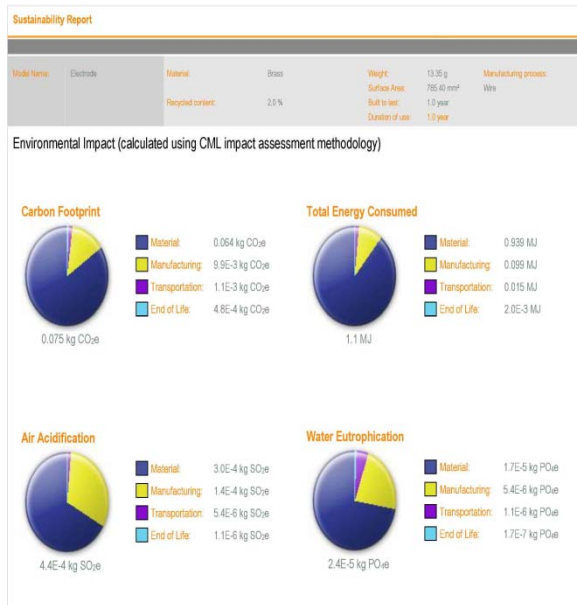 Sustainability Report
Model Name: Electrode Material: Brass Weight: 13.35 g Manufacturing process:
Surface Area: 785.40 mm² Wire
Recycled content: 2.0 % Built to last: 1.0 year
Duration of use: 1.0 year
Environmental Impact (calculated using CML impact assessment methodology)
Carbon Footprint
Material: 0.064 kg CO₂e
Manufacturing: 9.9E-3 kg CO₂e
Transportation: 1.1E-3 kg CO₂e
End of Life: 4.8E-4 kg CO₂e
0.075 kg CO₂e
Total Energy Consumed
Material: 0.939 MJ
Manufacturing: 0.099 MJ
Transportation: 0.015 MJ
End of Life: 2.0E-3 MJ
1.1 MJ
Air Acidification
Material: 3.0E-4 kg SO₂e
Manufacturing: 1.4E-4 kg SO₂e
Transportation: 5.4E-6 kg SO₂e
End of Life: 1.1E-6 kg SO₂e
4.4E-4 kg SO₂e
Water Eutrophication
Material: 1.7E-5 kg PO₄e
Manufacturing: 5.4E-6 kg PO₄e
Transportation: 1.1E-6 kg PO₄e
End of Life: 1.7E-7 kg PO₄e
2.4E-5 kg PO₄e